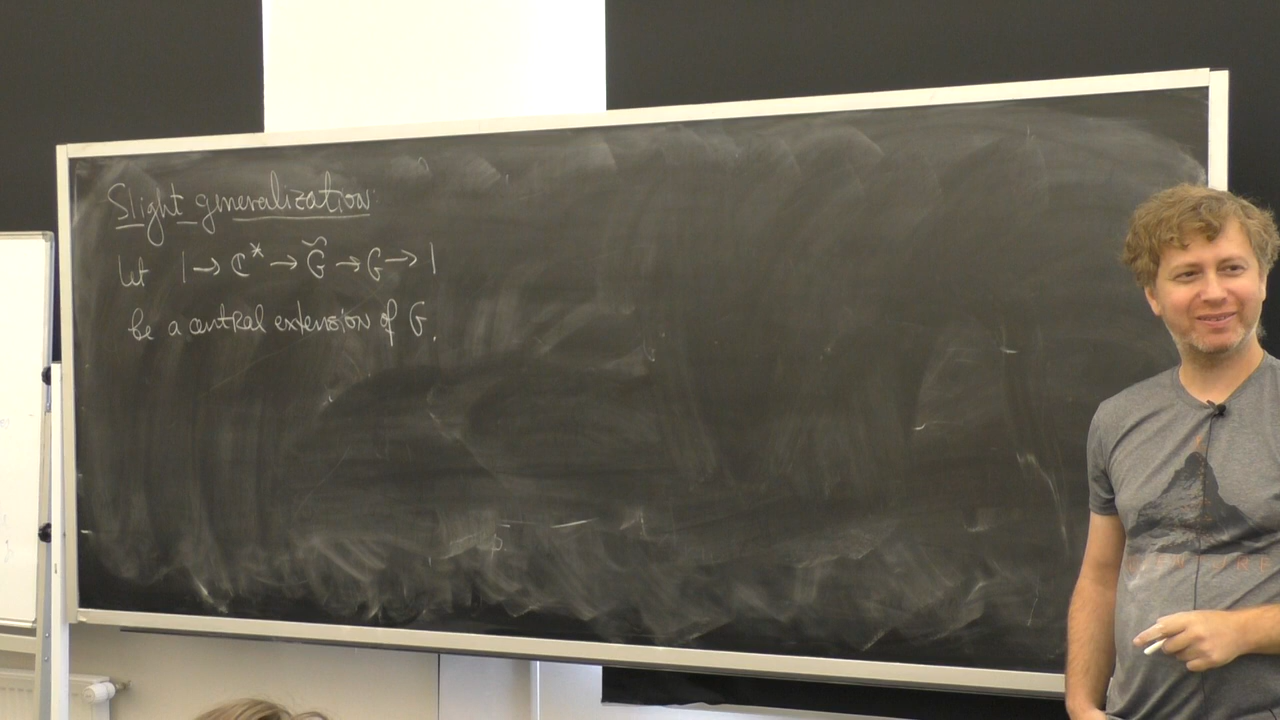 Slight generalization:
Let 1 → ℂ* → G̃ → G → 1
be a central extension of G.